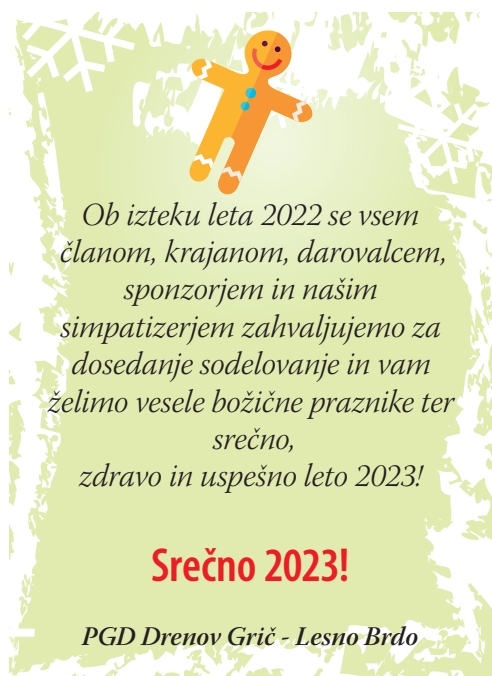 Ob izteku leta 2022 se vsem
članom, krajanom, darovalcem,
sponzorjem in našim
simpatizerjem zahvaljujemo za
dosedanje sodelovanje in vam
želimo vesele božične praznike ter
srečno,
zdravo in uspešno leto 2023!
Srečno 2023!
PGD Drenov Grič - Lesno Brdo